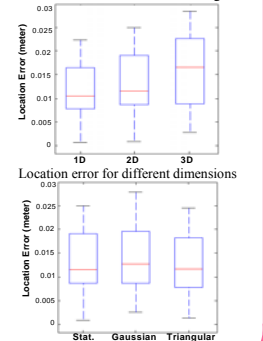 0.03
0.025
0.02
0.015
0.01
0.005
0
Location Error (meter)
1D 2D 3D
Location error for different dimensions
0.03
0.025
0.02
0.015
0.01
0.005
0
Location Error (meter)
Stat. Gaussian Triangular